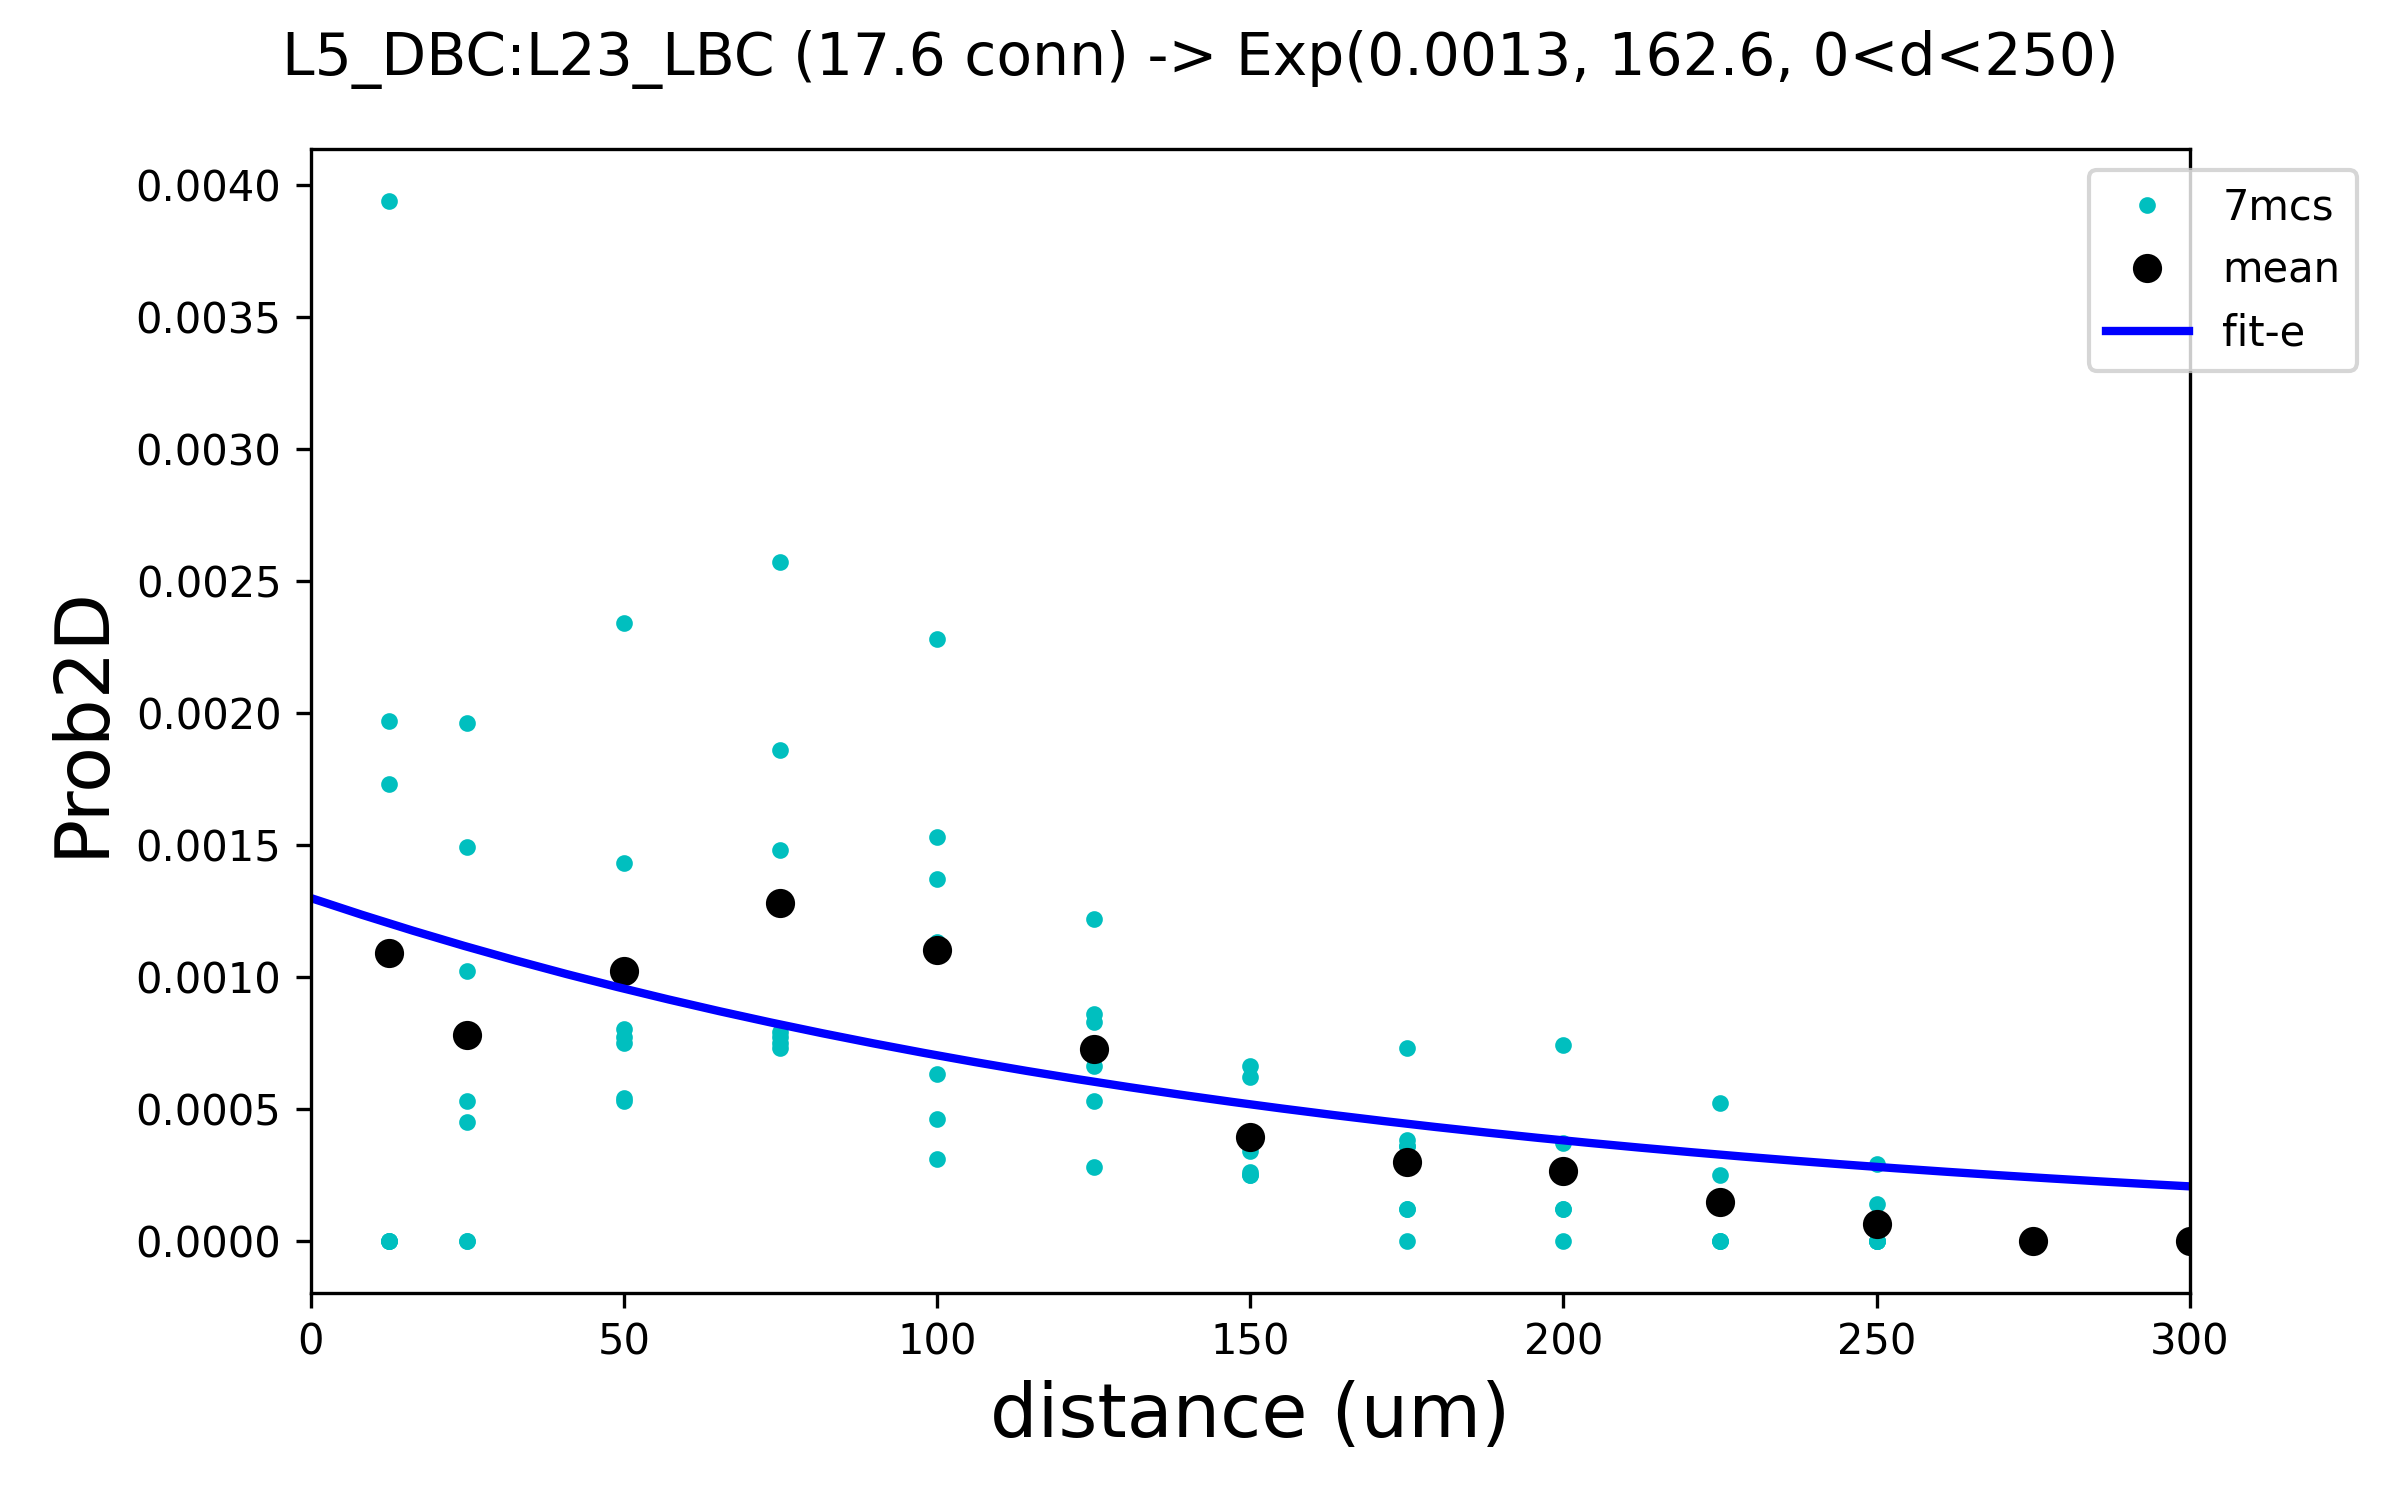 L5_DBC:L23_LBC (17.6 conn) -> Exp(0.0013, 162.6, 0<d<250)
7mcs
mean
fit-e
Prob2D
0.0040
0.0035
0.0030
0.0025
0.0020
0.0015
0.0010
0.0005
0.0000
0 50 100 150 200 250 300
distance (um)